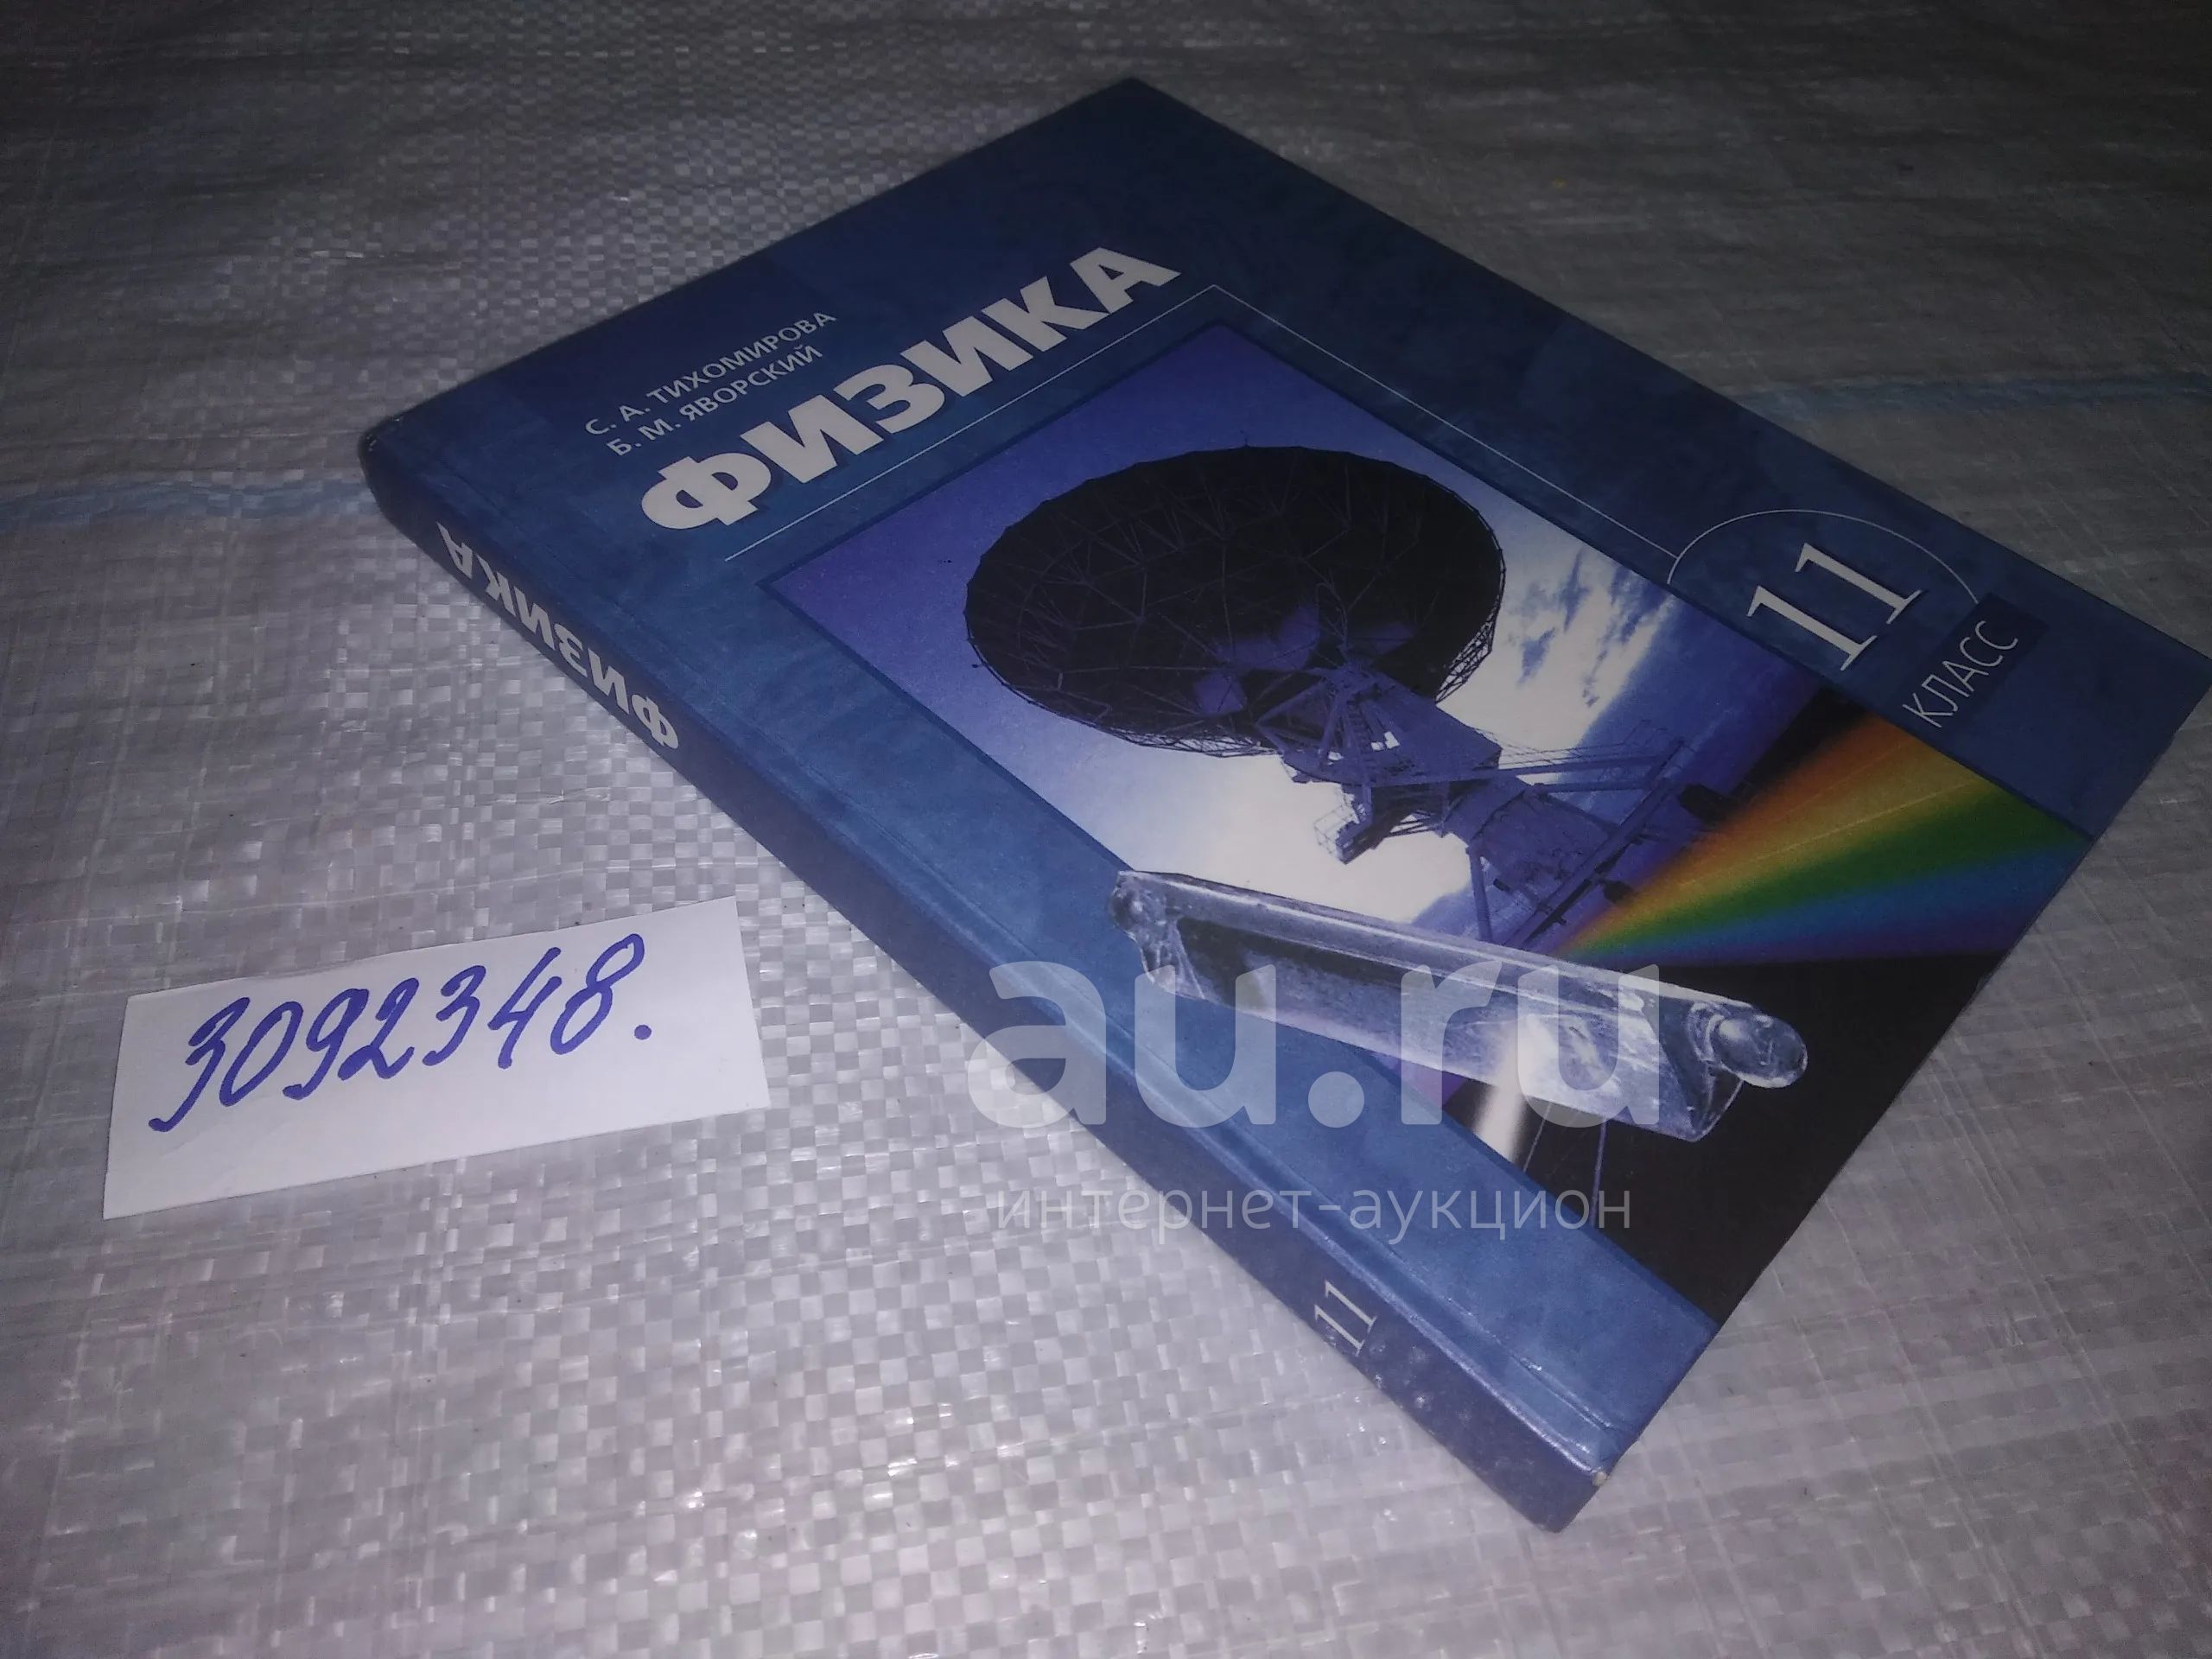 С. А. ТИХОМИРОВА
Б. М. ЯВОРСКИЙ
ФИЗИКА
11
КЛАСС
ФИЗИКА
11
3092348.
au.ru
интернет-аукцион